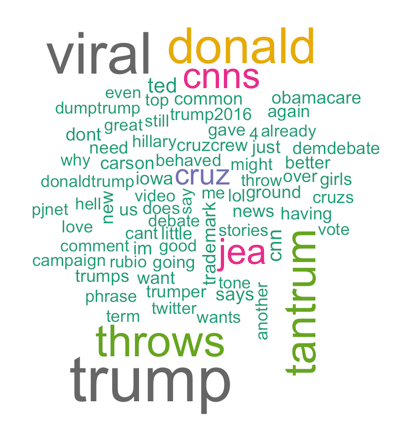 viral donald
cnns
even ted
top common obamacare
dumptrump trump2016 again
great still
dont hillary gave 4 already
need cruzcrew just demdebate
why carson behaved might better
donaldtrump iowa cruz throw over girls
pjnet hell new video say me lol ground cruzs
us does trademark news having
love debate
cant little stories vote
comment im good jea cnn tantrum
campaign rubio going
trumps want tone
phrase trumper says another
term twitter wants
throws
trump